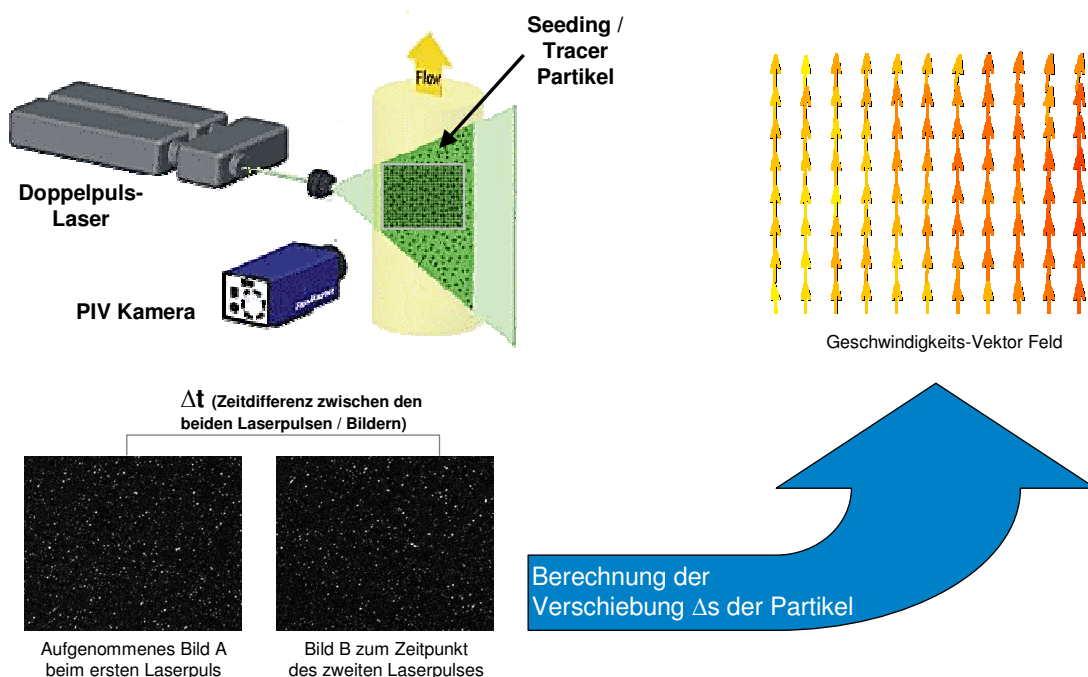 Seeding /
Tracer
Partikel
Flow
Doppelpuls-
Laser
PIV Kamera
Geschwindigkeits-Vektor Feld
Δt (Zeitdifferenz zwischen den
beiden Laserpulsen / Bildern)
Aufgenommenes Bild A
beim ersten Laserpuls
Bild B zum Zeitpunkt
des zweiten Laserpulses
Berechnung der
Verschiebung Δs der Partikel